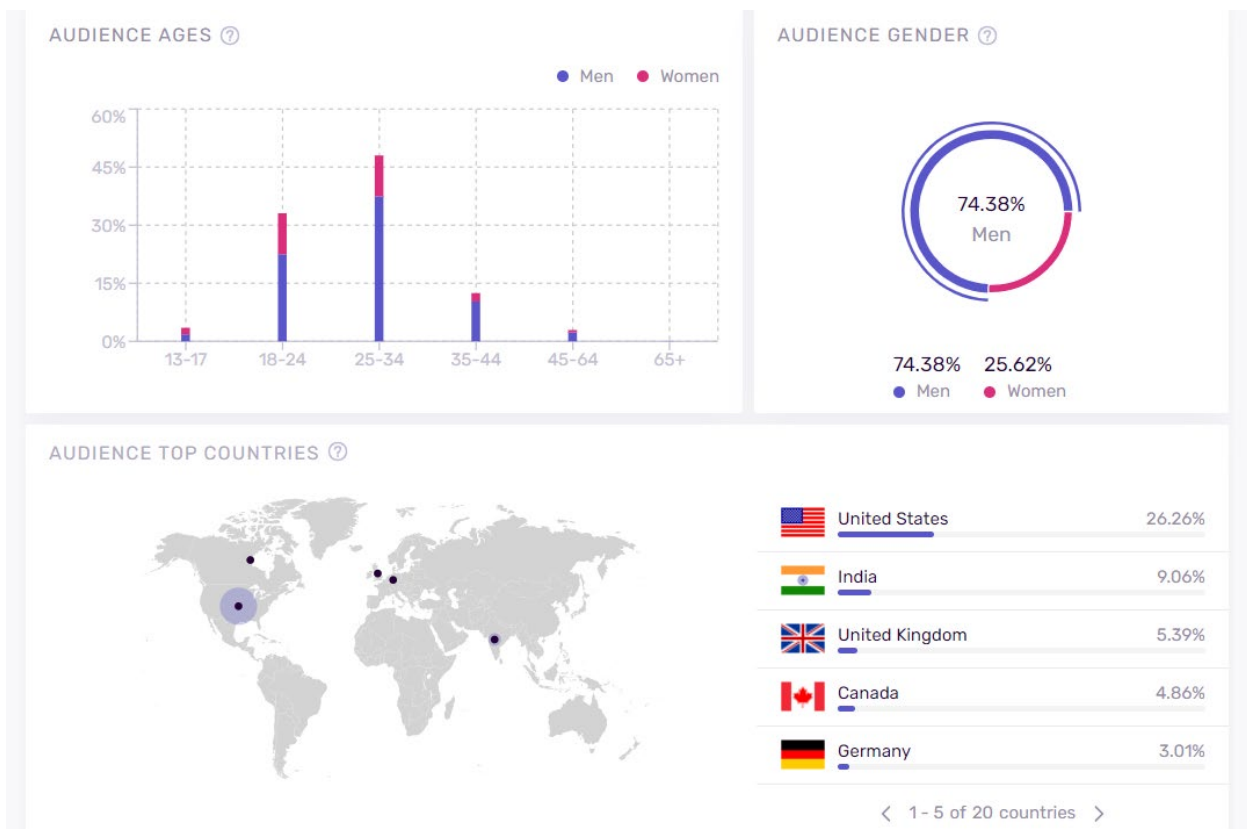 AUDIENCE AGES ?
Men Women
60%
45%
30%
15%
0%
13-17 18-24 25-34 35-44 45-64 65+
AUDIENCE GENDER ?
74.38%
Men
74.38% 25.62%
Men Women
AUDIENCE TOP COUNTRIES ?
United States 26.26%
India 9.06%
United Kingdom 5.39%
Canada 4.86%
Germany 3.01%
< 1 - 5 of 20 countries >